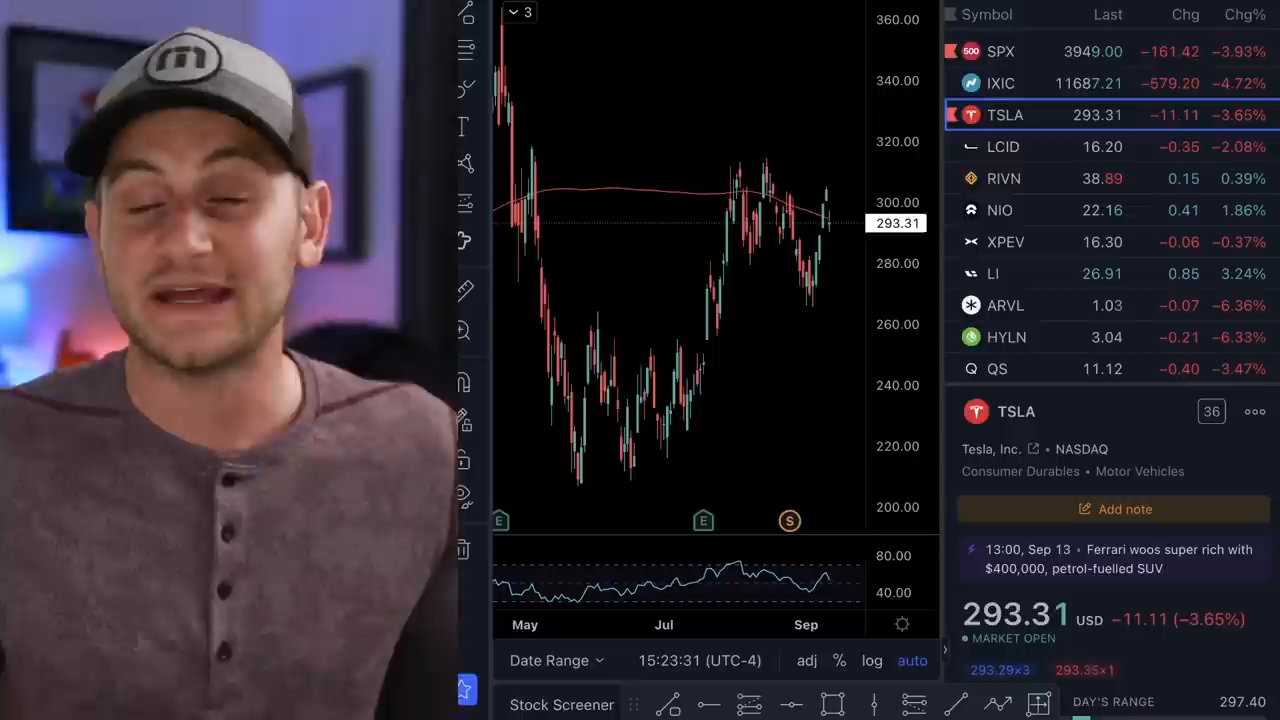 m
3
360.00
340.00
320.00
300.00
293.31
280.00
260.00
240.00
220.00
200.00
E
E
S
80.00
40.00
May Jul Sep
Date Range 15:23:31 (UTC-4) adj % log auto
Stock Screener
Symbol Last Chg Chg%
500 SPX 3949.00 −161.42 −3.93%
IXIC 11687.21 −579.20 −4.72%
TSLA 293.31 −11.11 −3.65%
LCID 16.20 −0.35 −2.08%
RIVN 38.89 0.15 0.39%
NIO 22.16 0.41 1.86%
XPEV 16.30 −0.06 −0.37%
LI 26.91 0.85 3.24%
ARVL 1.03 −0.07 −6.36%
HYLN 3.04 −0.21 −6.33%
QS 11.12 −0.40 −3.47%
TSLA 36
Tesla, Inc. • NASDAQ
Consumer Durables • Motor Vehicles
Add note
13:00, Sep 13 • Ferrari woos super rich with
$400,000, petrol-fuelled SUV
293.31 USD −11.11 (−3.65%)
MARKET OPEN
293.29×3 293.35×1
DAY'S RANGE 297.40